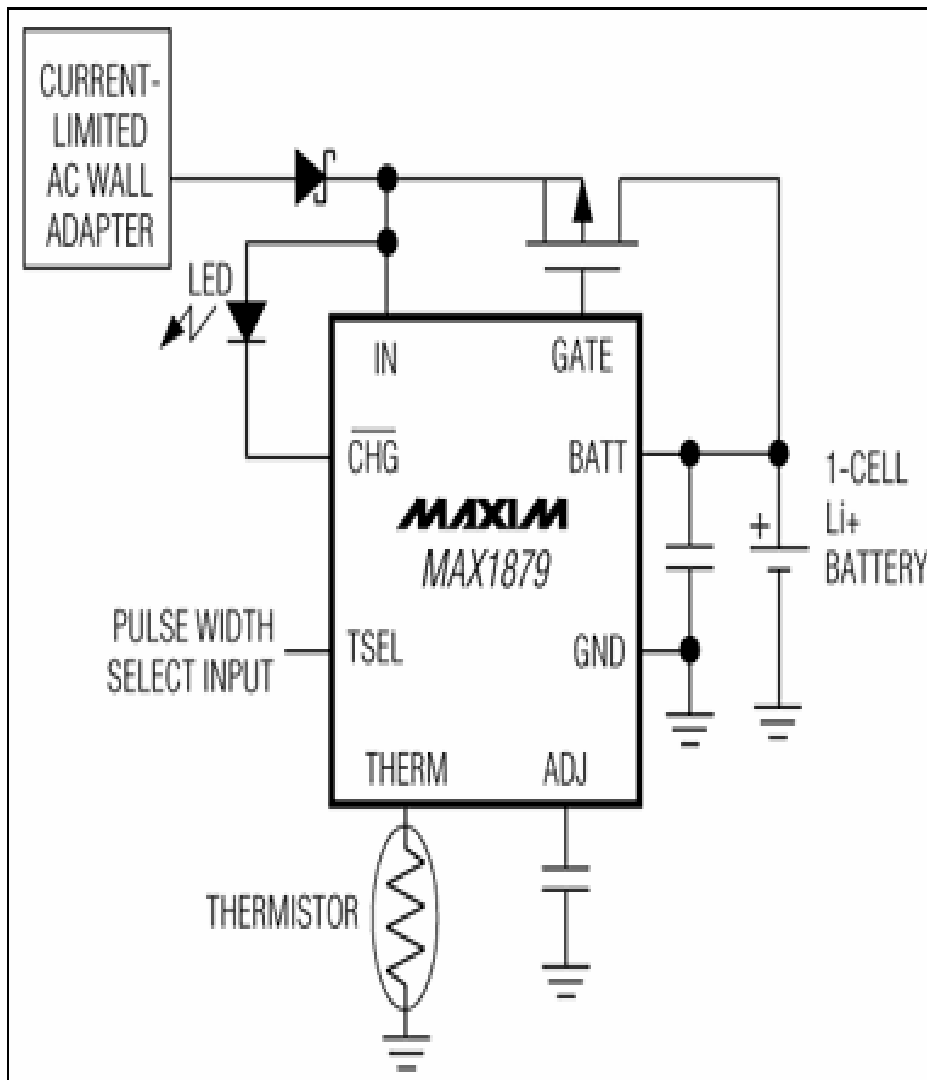 CURRENT-
LIMITED
AC WALL
ADAPTER
LED
IN
GATE
CHG
BATT
1-CELL
Li+
BATTERY
+
MAXIM
MAX1879
PULSE WIDTH
SELECT INPUT
TSEL
GND
THERM
ADJ
THERMISTOR